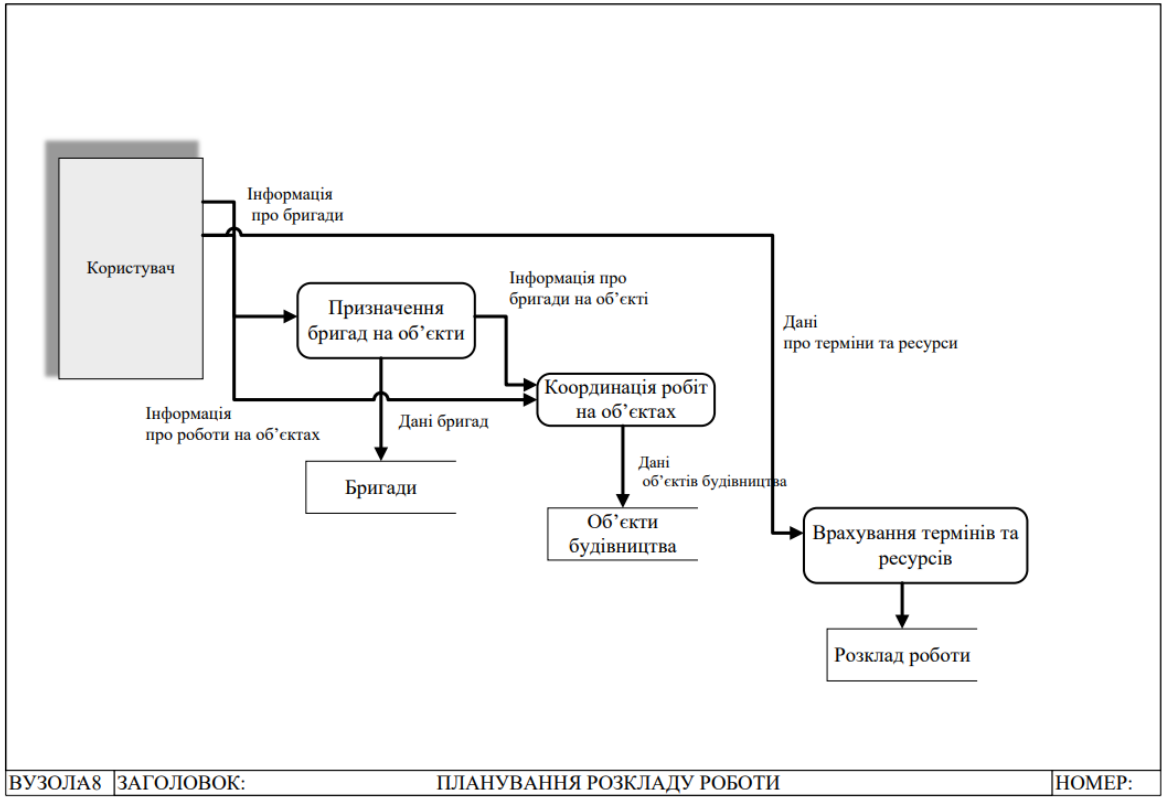 Інформація
про бригади
Користувач
Інформація про
бригади на об’єкті
Призначення
бригад на об’єкти
Дані
про терміни та ресурси
Координація робіт
на об’єктах
Інформація
про роботи на об’єктах
Дані бригад
Дані
об’єктів будівництва
Бригади
Об’єкти
будівництва
Врахування термінів та
ресурсів
Розклад роботи
ВУЗОЛ:А8 ЗАГОЛОВОК: ПЛАНУВАННЯ РОЗКЛАДУ РОБОТИ НОМЕР: